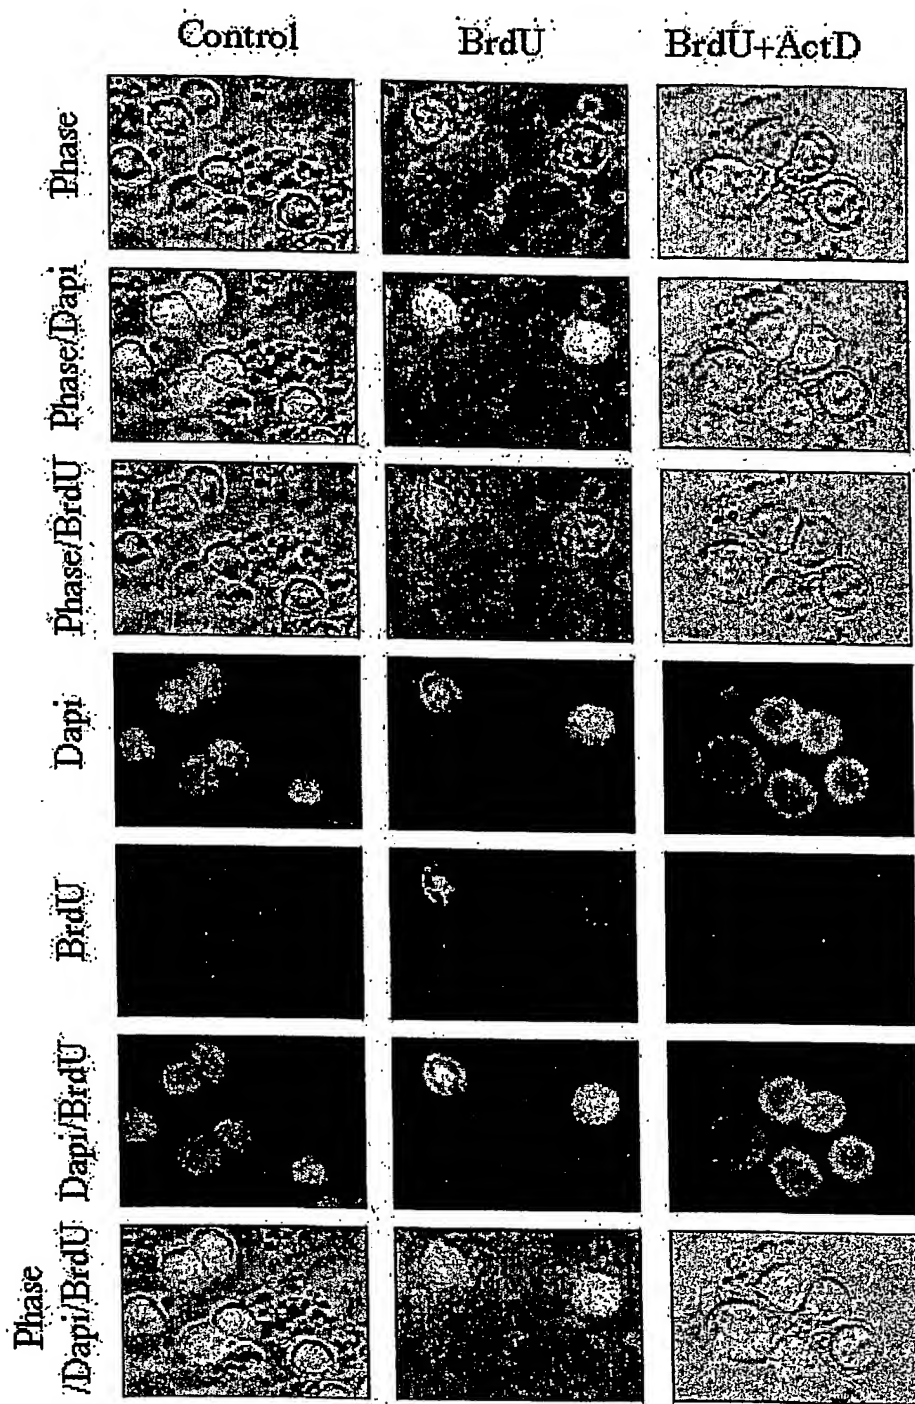 Control
BrdU
BrdU+ActD
Phase
Phase/Dapi
Phase/BrdU
Dapi
BrdU
Dapi/BrdU
Phase
/Dapi/BrdU